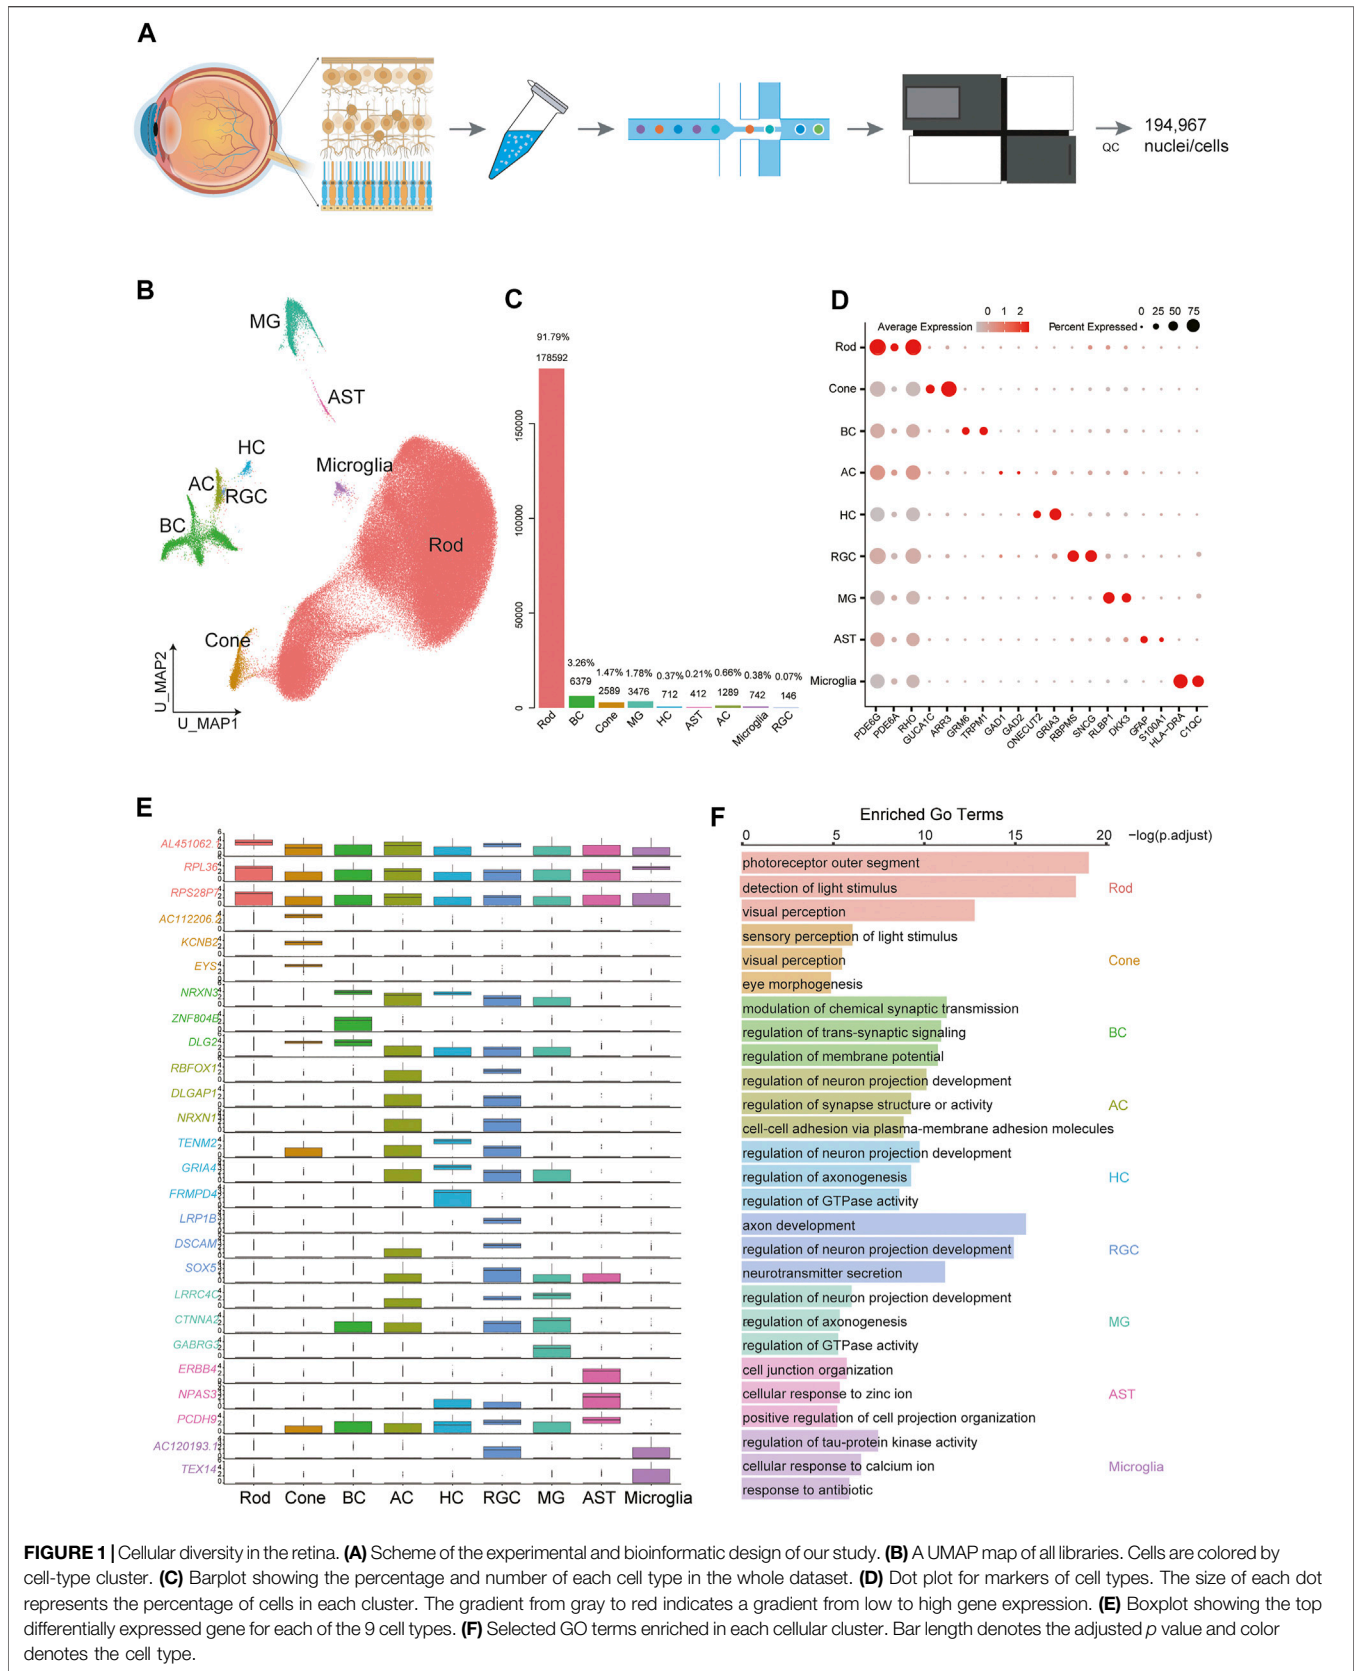 A
QC
194,967
nuclei/cells
B
MG
AST
HC
Microglia
AC
RGC
BC
Rod
Cone
U_MAP2
U_MAP1
C
91.79%
178592
150000
100000
50000
0
3.26%
6379
1.47%
2589
1.78%
3476
0.37%
712
0.21%
412
0.66%
1289
0.38%
742
0.07%
146
Rod
BC
Cone
MG
HC
AST
AC
Microglia
RGC
D
Average Expression
0 1 2
Percent Expressed
0 25 50 75
Rod
Cone
BC
AC
HC
RGC
MG
AST
Microglia
PDE6G
PDE6A
RHO
GUCA1C
ARR3
GRM6
TRPM1
GAD1
GAD2
ONECUT2
GRIA3
RBPMS
SNCG
RLBP1
DKK3
GFAP
S100A1
HLA-DRA
C1QC
E
AL451062.
RPL36
RPS28P7
AC112206.2
KCNB2
EYS
NRXN3
ZNF804B
DLG2
RBFOX1
DLGAP1
NRXN1
TENM2
GRIA4
FRMPD4
LRP1B
DSCAM
SOX5
LRRC4C
CTNNA2
GABRG3
ERBB4
NPAS3
PCDH9
AC120193.1
TEX14
Rod Cone BC AC HC RGC MG AST Microglia
F
Enriched Go Terms
0 5 10 15 20 −log(p.adjust)
photoreceptor outer segment
detection of light stimulus Rod
visual perception
sensory perception of light stimulus
visual perception Cone
eye morphogenesis
modulation of chemical synaptic transmission
regulation of trans-synaptic signaling BC
regulation of membrane potential
regulation of neuron projection development
regulation of synapse structure or activity AC
cell-cell adhesion via plasma-membrane adhesion molecules
regulation of neuron projection development
regulation of axonogenesis HC
regulation of GTPase activity
axon development
regulation of neuron projection development RGC
neurotransmitter secretion
regulation of neuron projection development
regulation of axonogenesis MG
regulation of GTPase activity
cell junction organization
cellular response to zinc ion AST
positive regulation of cell projection organization
regulation of tau-protein kinase activity
cellular response to calcium ion Microglia
response to antibiotic
FIGURE 1 | Cellular diversity in the retina. (A) Scheme of the experimental and bioinformatic design of our study. (B) A UMAP map of all libraries. Cells are colored by
cell-type cluster. (C) Barplot showing the percentage and number of each cell type in the whole dataset. (D) Dot plot for markers of cell types. The size of each dot
represents the percentage of cells in each cluster. The gradient from gray to red indicates a gradient from low to high gene expression. (E) Boxplot showing the top
differentially expressed gene for each of the 9 cell types. (F) Selected GO terms enriched in each cellular cluster. Bar length denotes the adjusted p value and color
denotes the cell type.